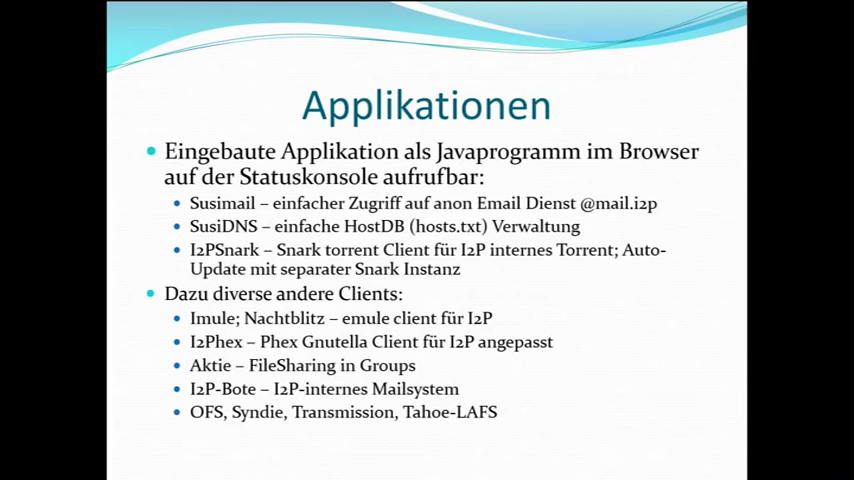 Applikationen
Eingebaute Applikation als Javaprogramm im Browser
auf der Statuskonsole aufrufbar:
Susimail – einfacher Zugriff auf anon Email Dienst @mail.i2p
SusiDNS – einfache HostDB (hosts.txt) Verwaltung
I2PSnark – Snark torrent Client für I2P internes Torrent; Auto-
Update mit separater Snark Instanz
Dazu diverse andere Clients:
Imule; Nachtblitz – emule client für I2P
I2Phex – Phex Gnutella Client für I2P angepasst
Aktie – FileSharing in Groups
I2P-Bote – I2P-internes Mailsystem
OFS, Syndie, Transmission, Tahoe-LAFS